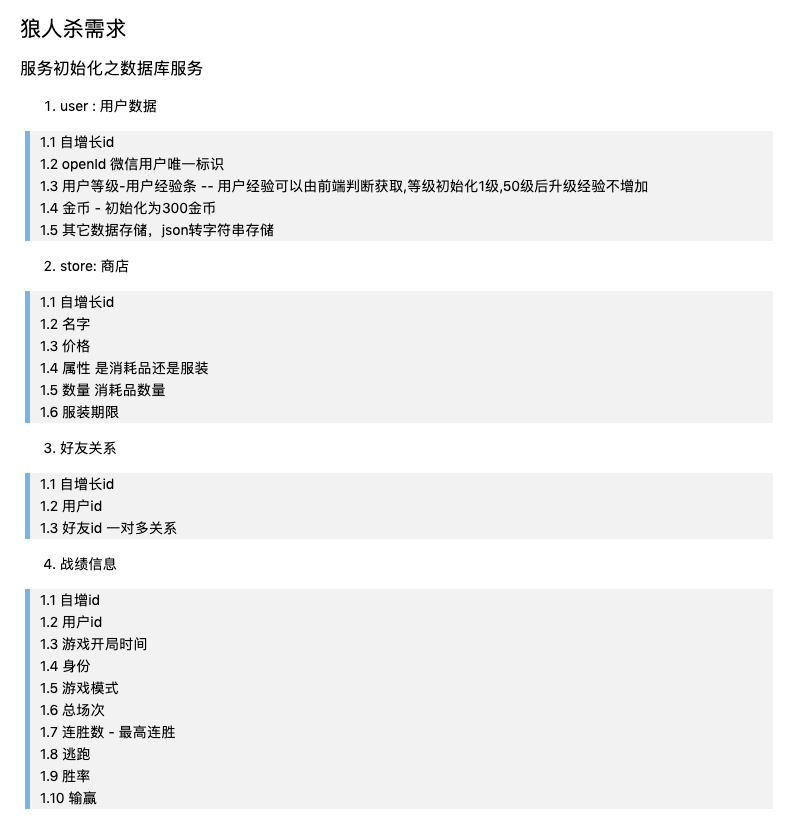 狼人杀需求
服务初始化之数据库服务
1. user : 用户数据
1.1 自增长id
1.2 openId 微信用户唯一标识
1.3 用户等级-用户经验条 -- 用户经验可以由前端判断获取,等级初始化1级,50级后升级经验不增加
1.4 金币 - 初始化为300金币
1.5 其它数据存储，json转字符串存储
2. store: 商店
1.1 自增长id
1.2 名字
1.3 价格
1.4 属性 是消耗品还是服装
1.5 数量 消耗品数量
1.6 服装期限
3. 好友关系
1.1 自增长id
1.2 用户id
1.3 好友id 一对多关系
4. 战绩信息
1.1 自增id
1.2 用户id
1.3 游戏开局时间
1.4 身份
1.5 游戏模式
1.6 总场次
1.7 连胜数 - 最高连胜
1.8 逃跑
1.9 胜率
1.10 输赢